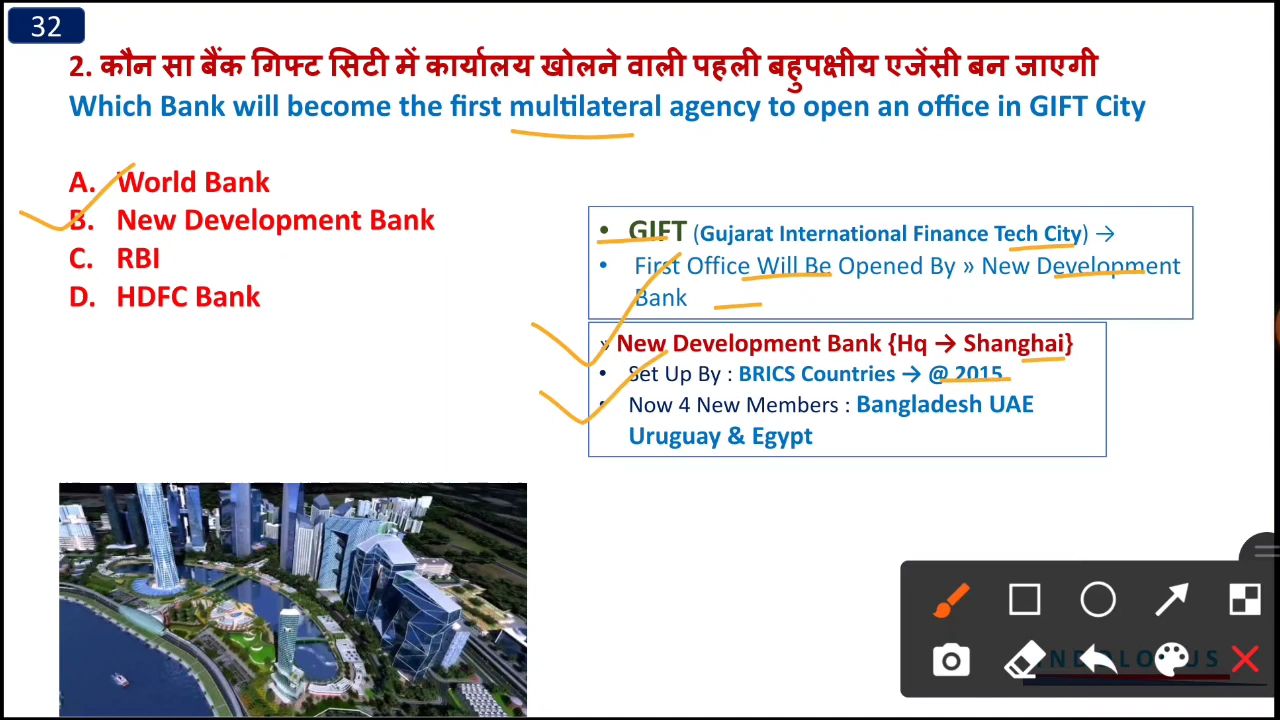 32
2. कौन सा बैंक गिफ्ट सिटी में कार्यालय खोलने वाली पहली बहुपक्षीय एजेंसी बन जाएगी
Which Bank will become the first multilateral agency to open an office in GIFT City
A. World Bank
B. New Development Bank
C. RBI
D. HDFC Bank
• GIFT (Gujarat International Finance Tech City) →
• First Office Will Be Opened By » New Development
Bank
» New Development Bank {Hq → Shanghai}
• Set Up By : BRICS Countries → @ 2015
• Now 4 New Members : Bangladesh UAE
Uruguay & Egypt